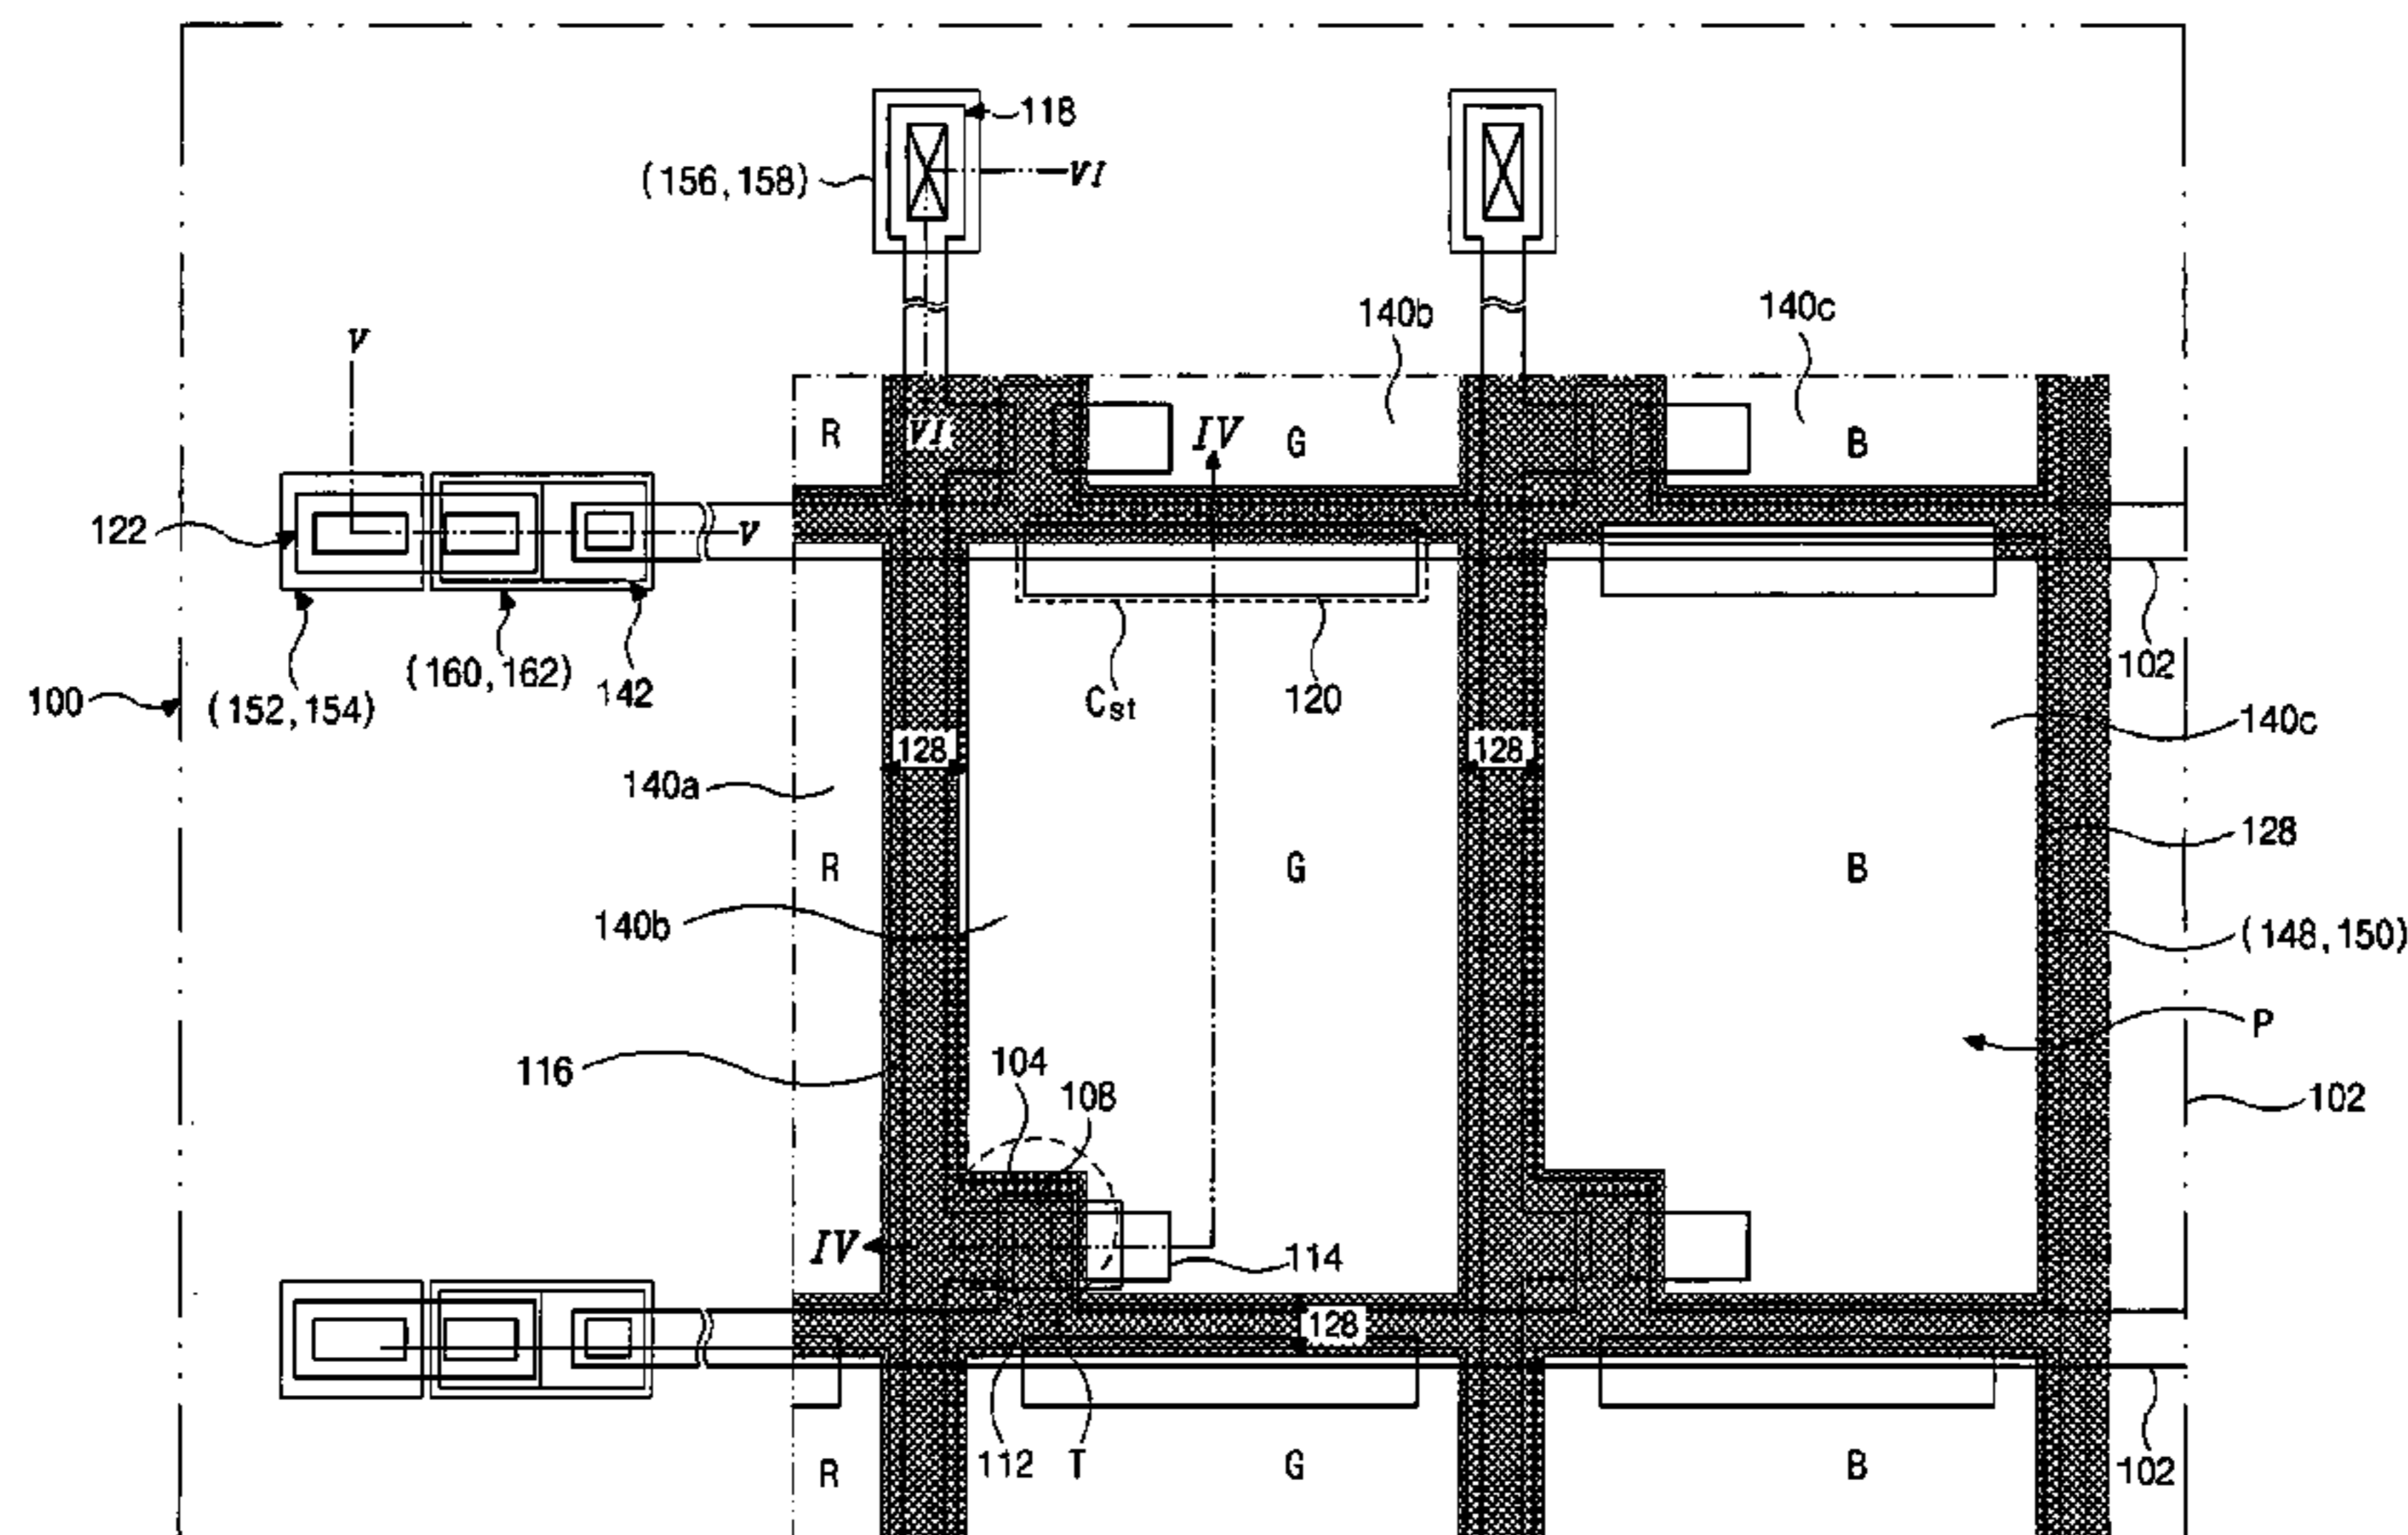 118
(156,158)
VI
140b
140c
V
R
VI
IV
G
B
122
V
102
(160,162)
142
100
(152,154)
Cst
120
140c
128
128
140a
128
R
G
B
140b
(148,150)
P
104
116
108
102
IV
114
128
112
T
R
G
B
102